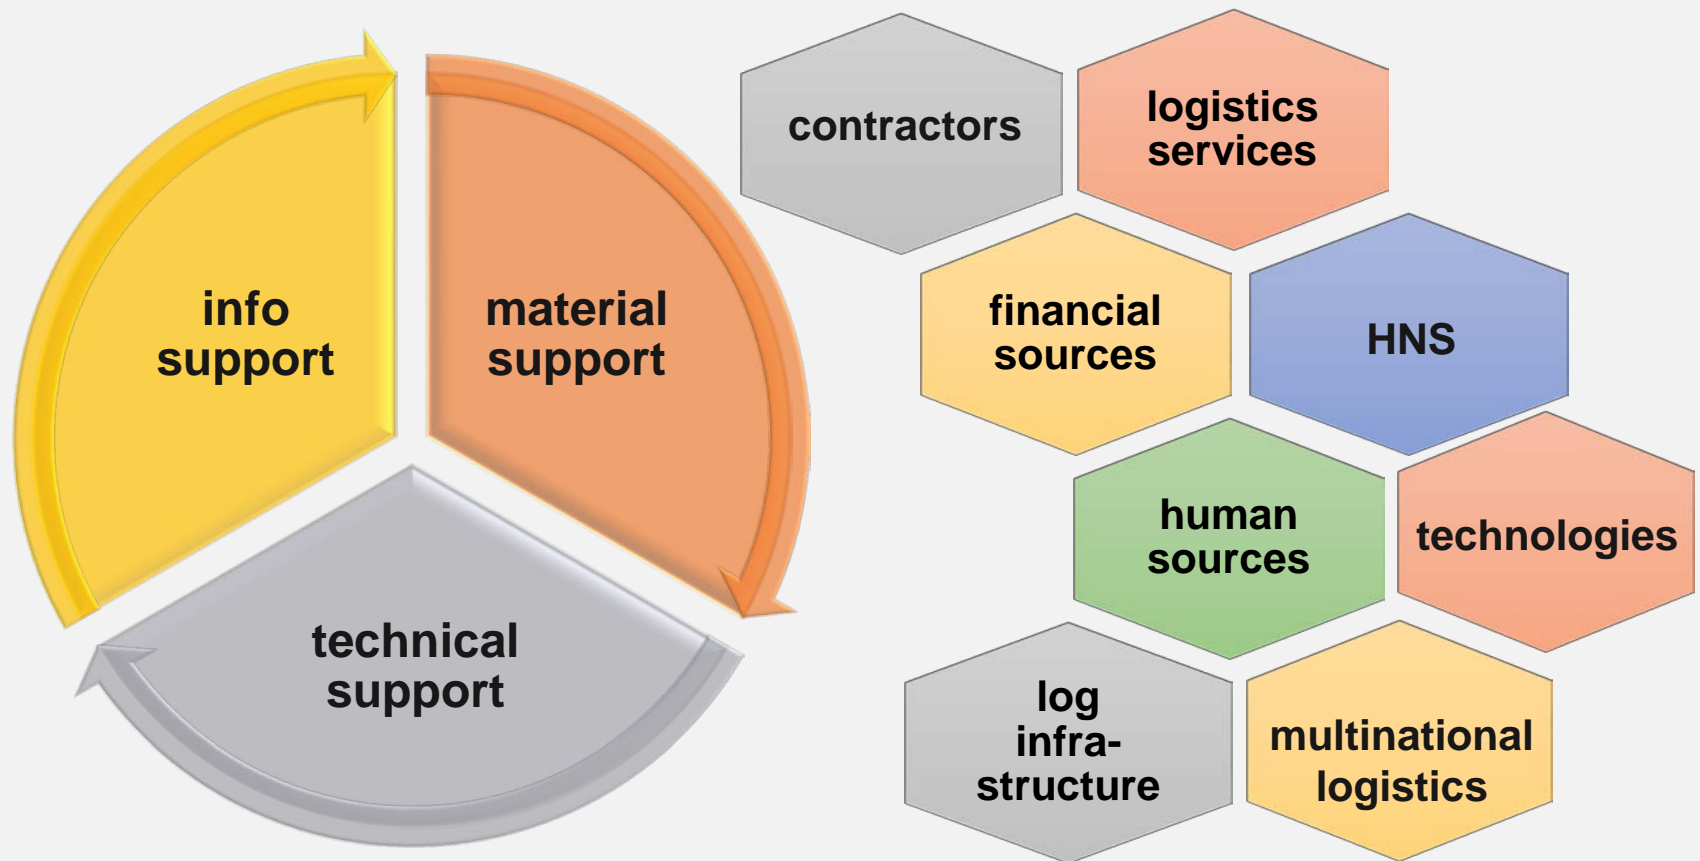 info
support
material
support
technical
support
contractors
logistics
services
financial
sources
HNS
human
sources
technologies
log
infra-
structure
multinational
logistics